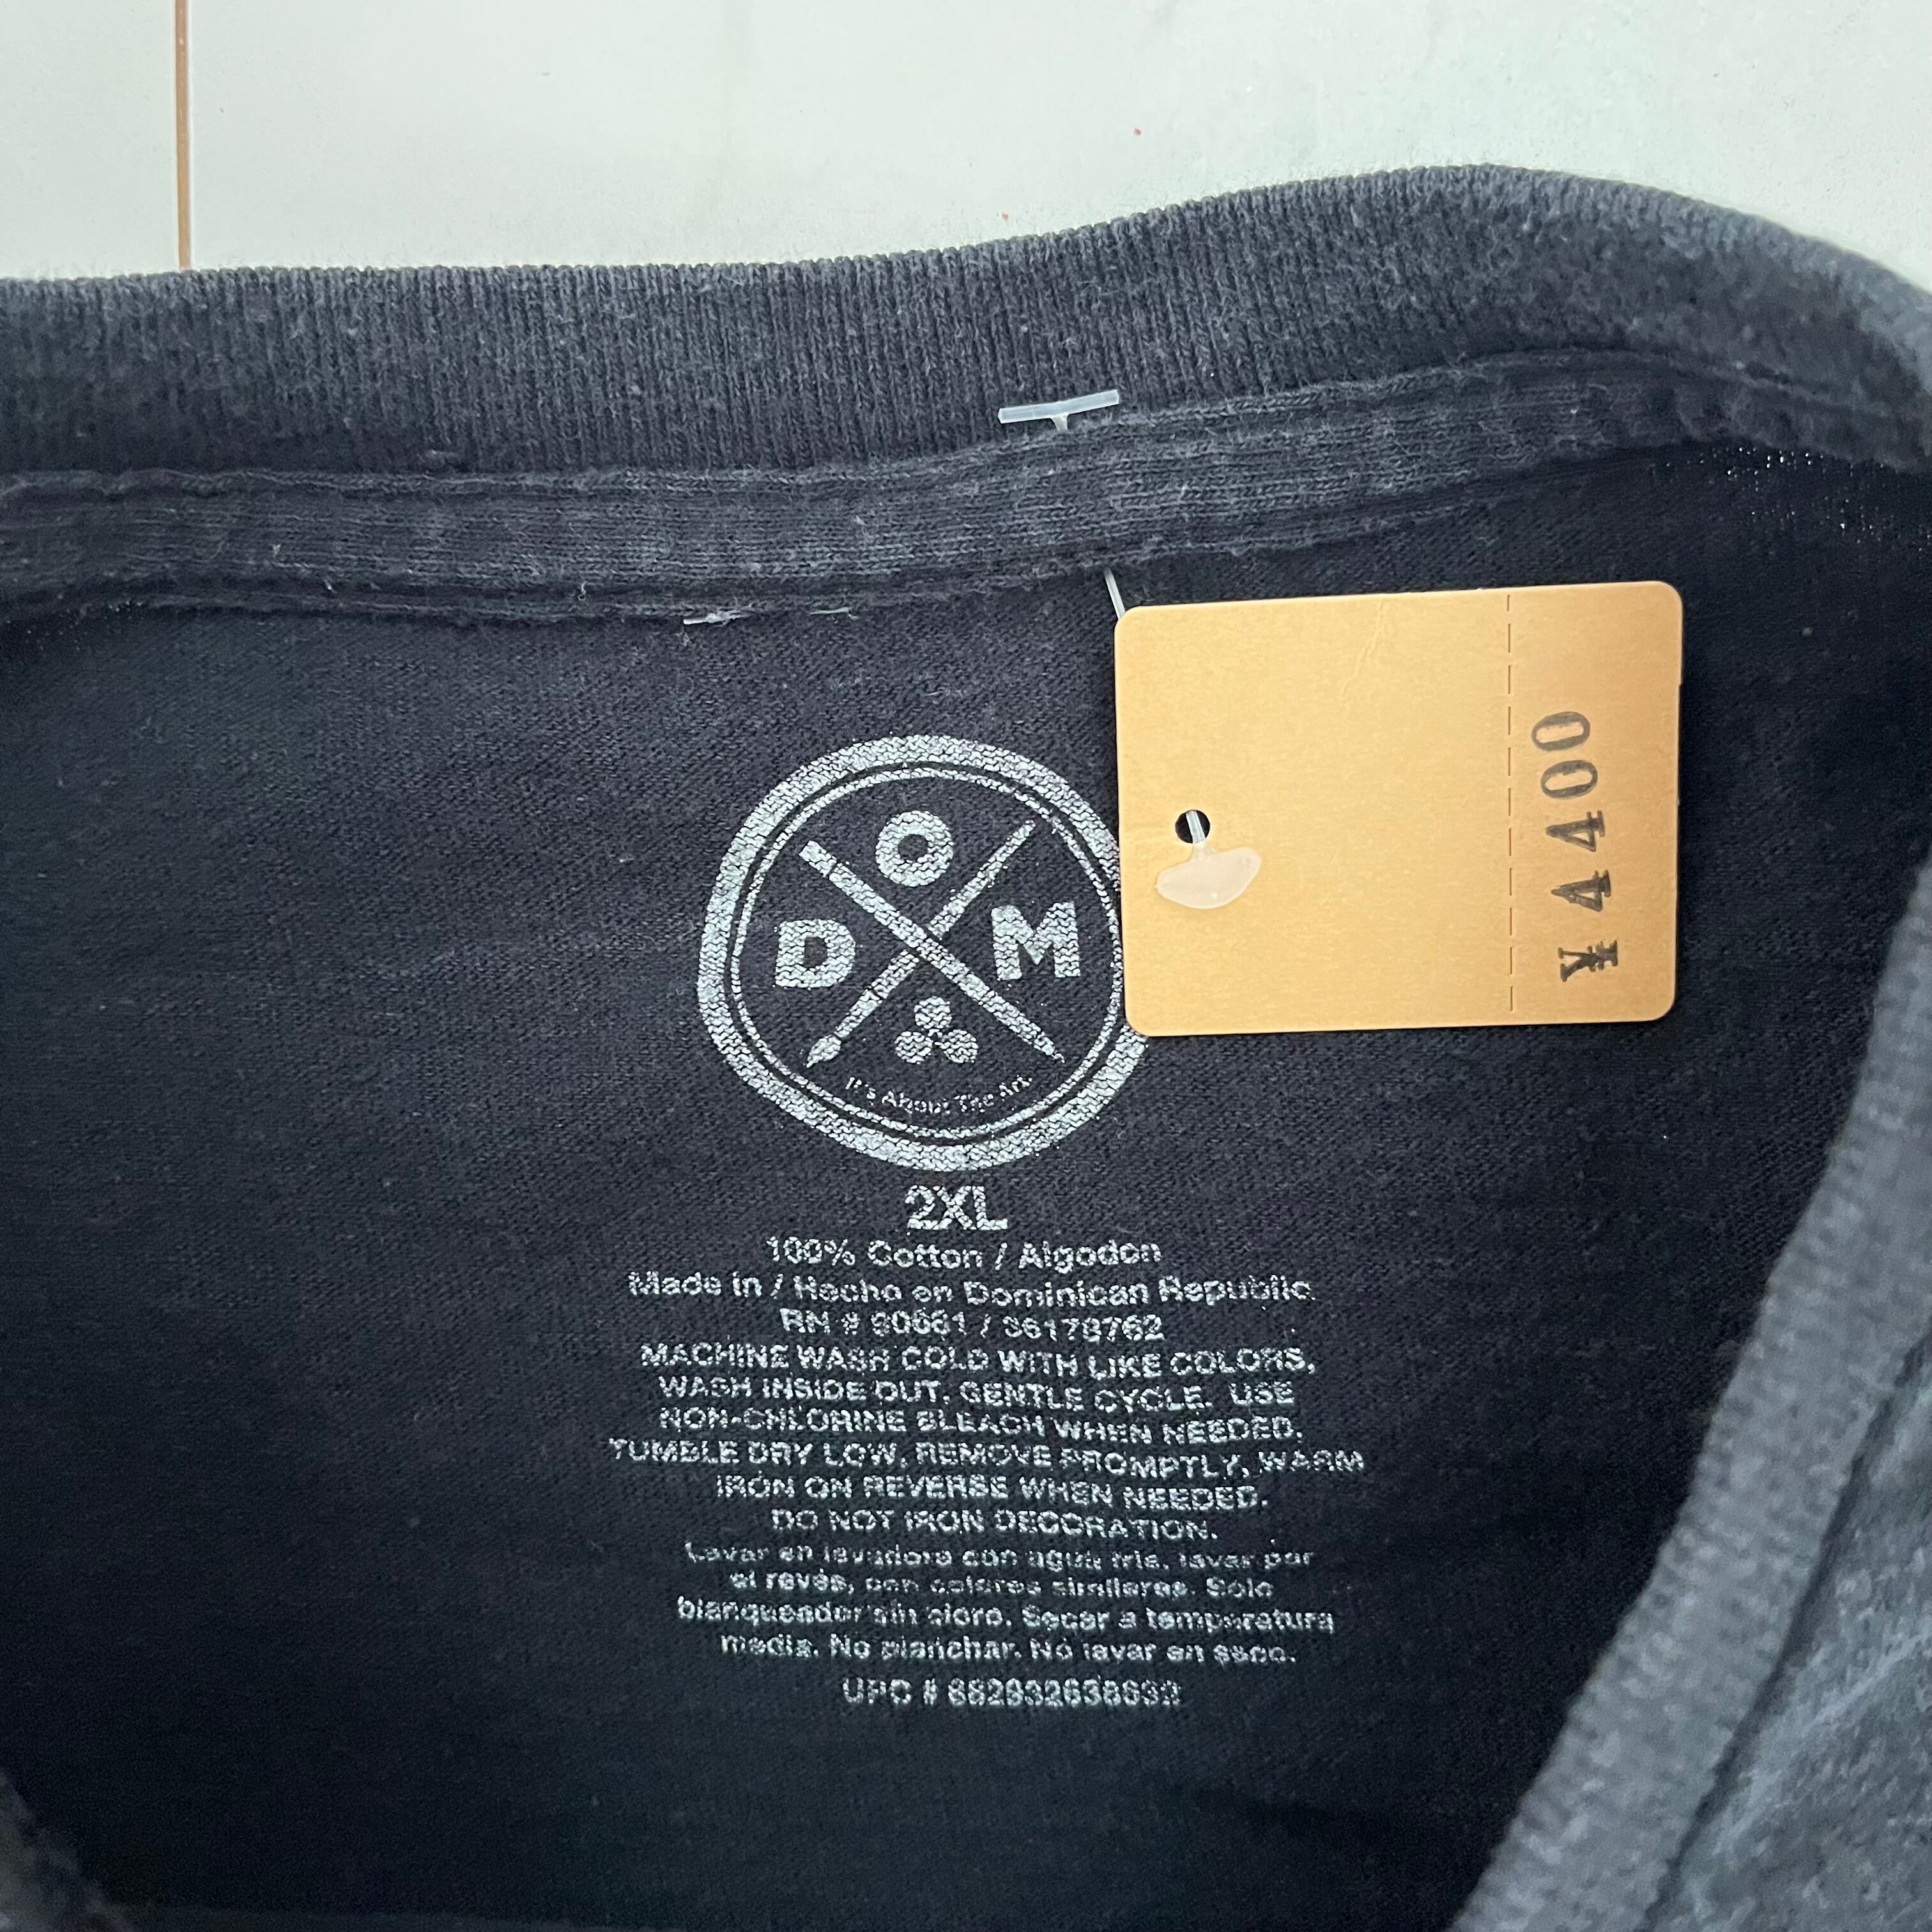 O
D M
It's About The Art.
¥4400
2XL
100% Cotton / Algodon
Made in / Hecho en Dominican Republic
RN # 90661 / 36178762
MACHINE WASH COLD WITH LIKE COLORS,
WASH INSIDE OUT, GENTLE CYCLE. USE
NON-CHLORINE BLEACH WHEN NEEDED.
TUMBLE DRY LOW, REMOVE PROMPTLY, WARM
IRON ON REVERSE WHEN NEEDED.
DO NOT IRON DECORATION.
Lavar en lavadora con agua fria, lavar por
el revés, con colores similares. Solo
blanqueador sin cloro. Secar a temperatura
media. No planchar. No lavar en seco.
UPC #